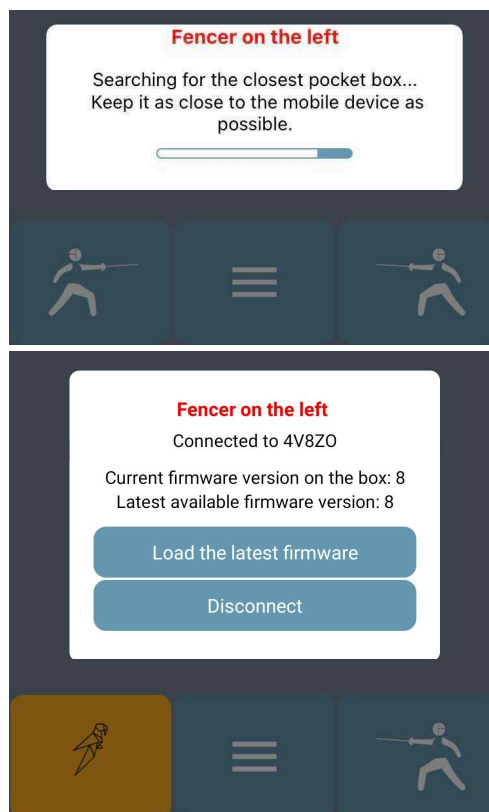 Fencer on the left
Searching for the closest pocket box...
Keep it as close to the mobile device as
possible.
Fencer on the left
Connected to 4V8ZO
Current firmware version on the box: 8
Latest available firmware version: 8
Load the latest firmware
Disconnect